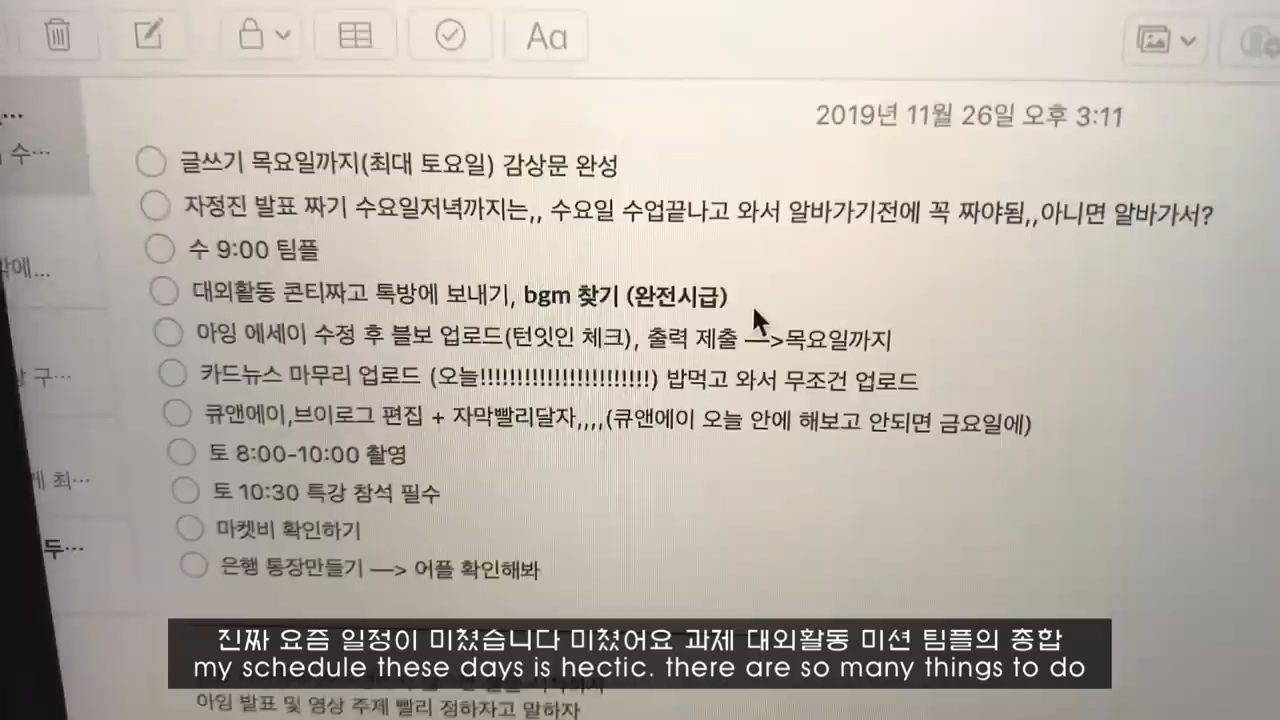 Aa
2019년 11월 26일 오후 3:11
수…
글쓰기 목요일까지(최대 토요일) 감상문 완성
자정진 발표 짜기 수요일저녁까지는,, 수요일 수업끝나고 와서 알바가기전에 꼭 짜야됨,,아니면 알바가서?
수 9:00 팀플
대외활동 콘티짜고 톡방에 보내기, bgm 찾기 (완전시급)
아잉 에세이 수정 후 블보 업로드(턴잇인 체크), 출력 제출 —>목요일까지
구…
카드뉴스 마무리 업로드 (오늘!!!!!!!!!!!!!!!!!!!!!!!) 밥먹고 와서 무조건 업로드
큐앤에이,브이로그 편집 + 자막빨리달자,,,,(큐앤에이 오늘 안에 해보고 안되면 금요일에)
토 8:00-10:00 촬영
최…
토 10:30 특강 참석 필수
마켓비 확인하기
두…
은행 통장만들기 —> 어플 확인해봐
진짜 요즘 일정이 미쳤습니다 미쳤어요 과제 대외활동 미션 팀플의 총합
my schedule these days is hectic. there are so many things to do
아잉 발표 및 영상 주제 빨리 정하자고 말하자